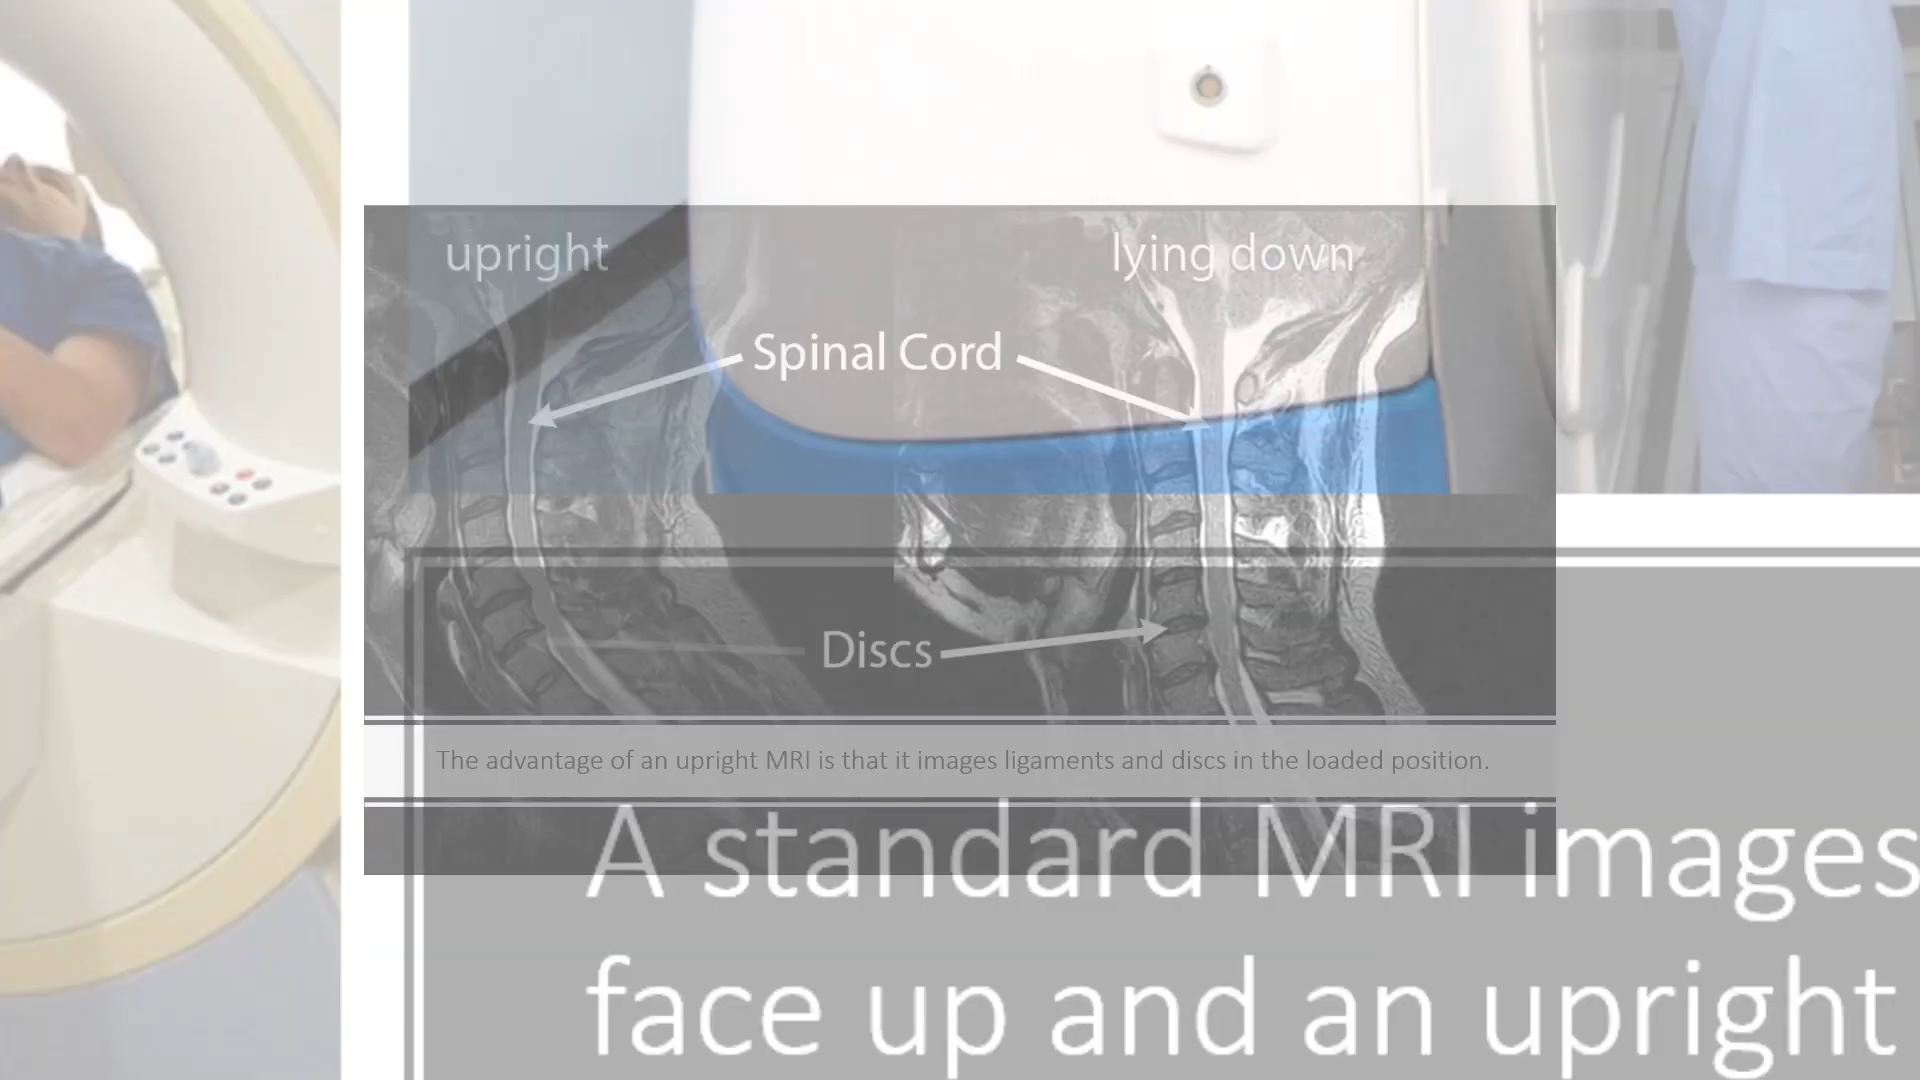 upright
lying down
Spinal Cord
Discs
The advantage of an upright MRI is that it images ligaments and discs in the loaded position.
A standard MRI images
face up and an upright